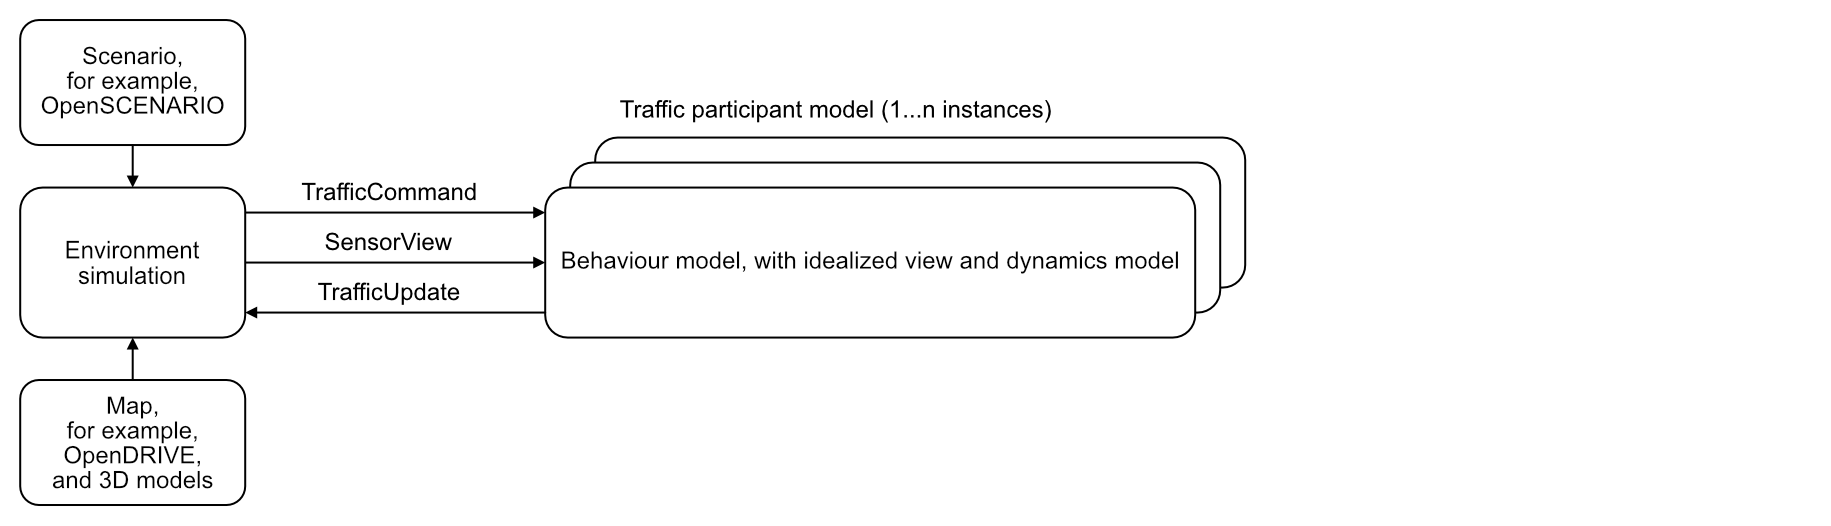 Scenario,
for example,
OpenSCENARIO
Traffic participant model (1...n instances)
TrafficCommand
SensorView
TrafficUpdate
Environment
simulation
Behaviour model, with idealized view and dynamics model
Map,
for example,
OpenDRIVE,
and 3D models